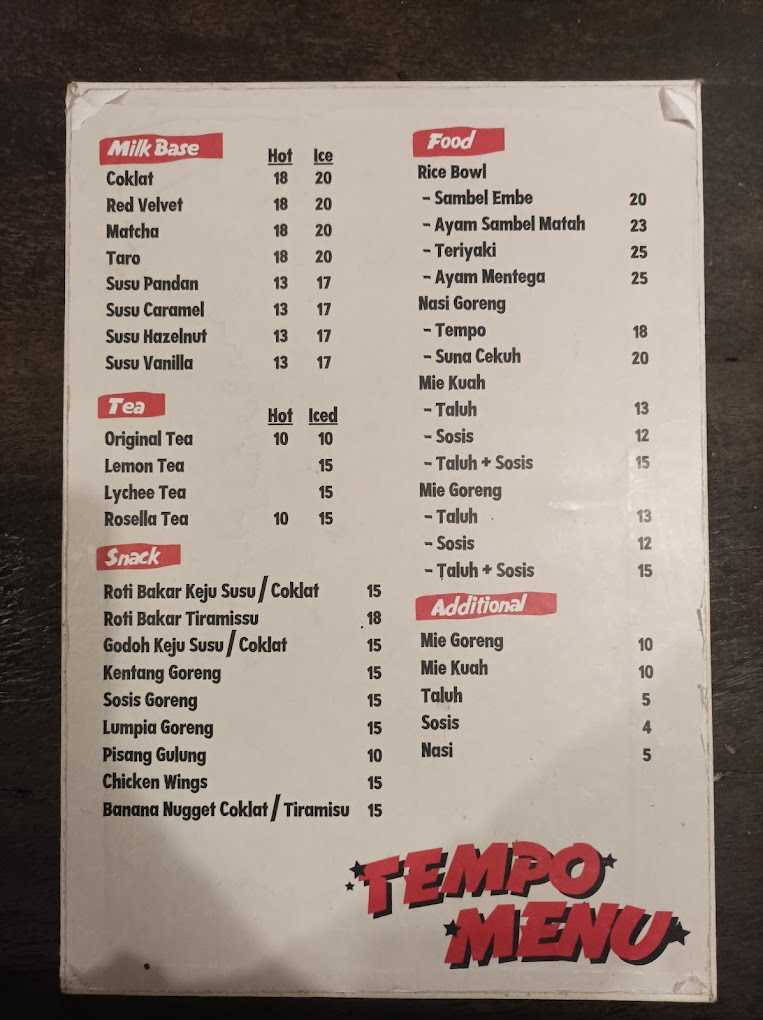 Milk Base
Hot Ice
Coklat 18 20
Red Velvet 18 20
Matcha 18 20
Taro 18 20
Susu Pandan 13 17
Susu Caramel 13 17
Susu Hazelnut 13 17
Susu Vanilla 13 17
Tea
Hot Iced
Original Tea 10 10
Lemon Tea 15
Lychee Tea 15
Rosella Tea 10 15
Snack
Roti Bakar Keju Susu / Coklat 15
Roti Bakar Tiramissu 18
Godoh Keju Susu / Coklat 15
Kentang Goreng 15
Sosis Goreng 15
Lumpia Goreng 15
Pisang Gulung 10
Chicken Wings 15
Banana Nugget Coklat / Tiramisu 15
Food
Rice Bowl
- Sambel Embe 20
- Ayam Sambel Matah 23
- Teriyaki 25
- Ayam Mentega 25
Nasi Goreng
- Tempo 18
- Suna Cekuh 20
Mie Kuah
- Taluh 13
- Sosis 12
- Taluh + Sosis 15
Mie Goreng
- Taluh 13
- Sosis 12
- Taluh + Sosis 15
Additional
Mie Goreng 10
Mie Kuah 10
Taluh 5
Sosis 4
Nasi 5
TEMPO
MENU